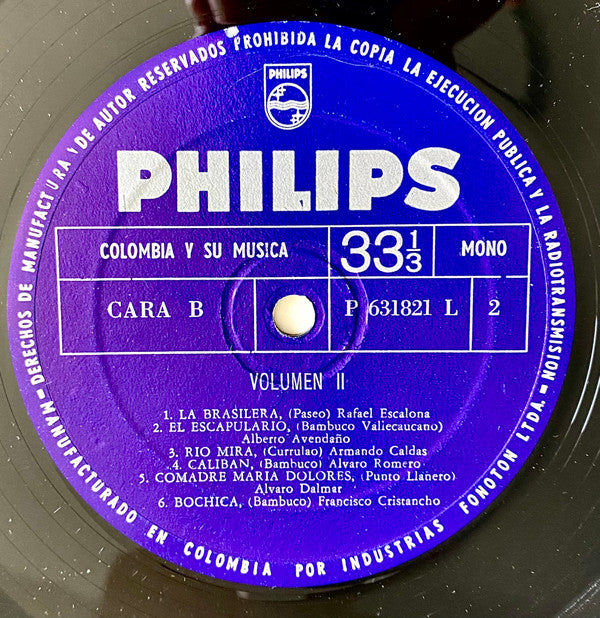 DERECHOS DE MANUFACTURA Y DE AUTOR RESERVADOS PROHIBIDA LA COPIA LA EJECUCION PUBLICA Y LA RADIOTRANSMISION
PHILIPS
PHILIPS
COLOMBIA Y SU MUSICA
33 1/3
MONO
CARA B
P 631821 L
2
VOLUMEN II
1. LA BRASILERA, (Paseo) Rafael Escalona
2. EL ESCAPULARIO, (Bambuco Vallecaucano)
Alberto Avendaño
3. RIO MIRA, (Currulao) Armando Caldas
4. CALIBAN, (Bambuco) Alvaro Romero
5. COMADRE MARIA DOLORES, (Punto Llanero)
Alvaro Dalmar
6. BOCHICA, (Bambuco) Francisco Cristancho
MANUFACTURADO EN COLOMBIA POR INDUSTRIAS FONOTON LTDA.